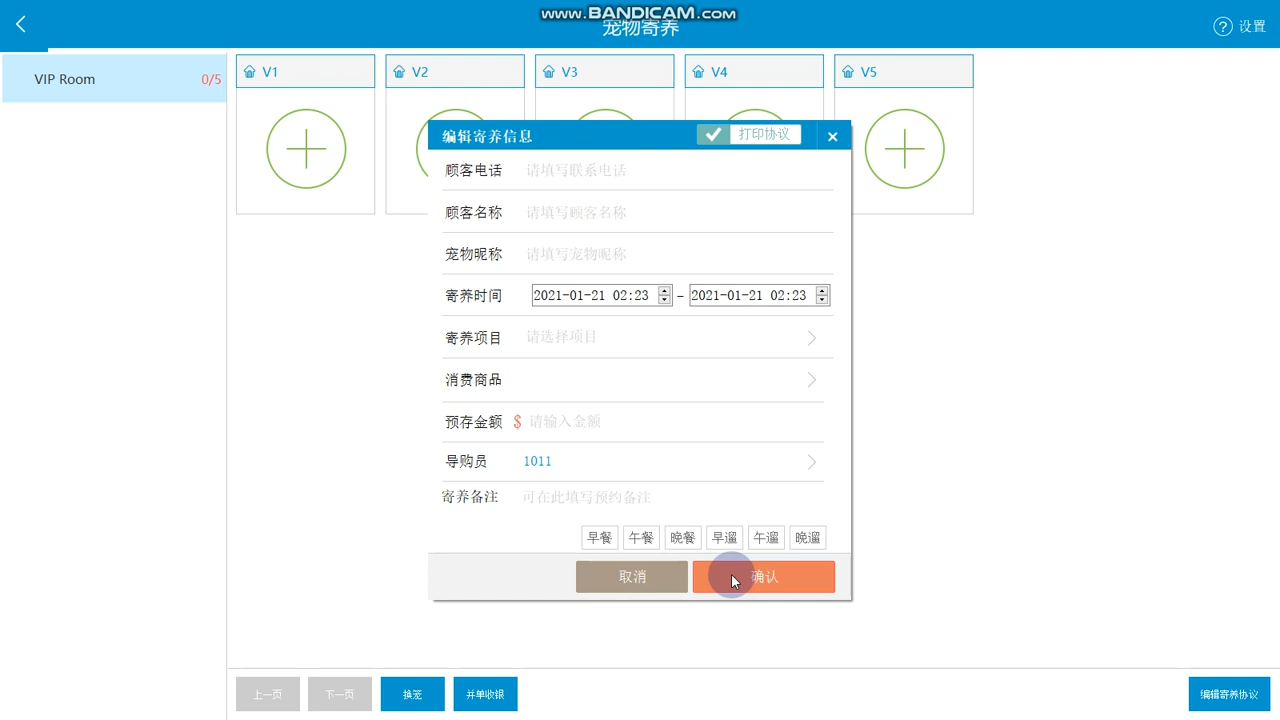 www.BANDICAM.com
宠物寄养
设置
VIP Room 0/5
V1
V2
V3
V4
V5
编辑寄养信息
打印协议
顾客电话 请填写联系电话
顾客名称 请填写顾客名称
宠物昵称 请填写宠物昵称
寄养时间 2021-01-21 02:23 - 2021-01-21 02:23
寄养项目 请选择项目
消费商品
预存金额 $ 请输入金额
导购员 1011
寄养备注 可在此填写预约备注
早餐 午餐 晚餐 早遛 午遛 晚遛
取消 确认
上一页 下一页 换笼 并单收银 编辑寄养协议